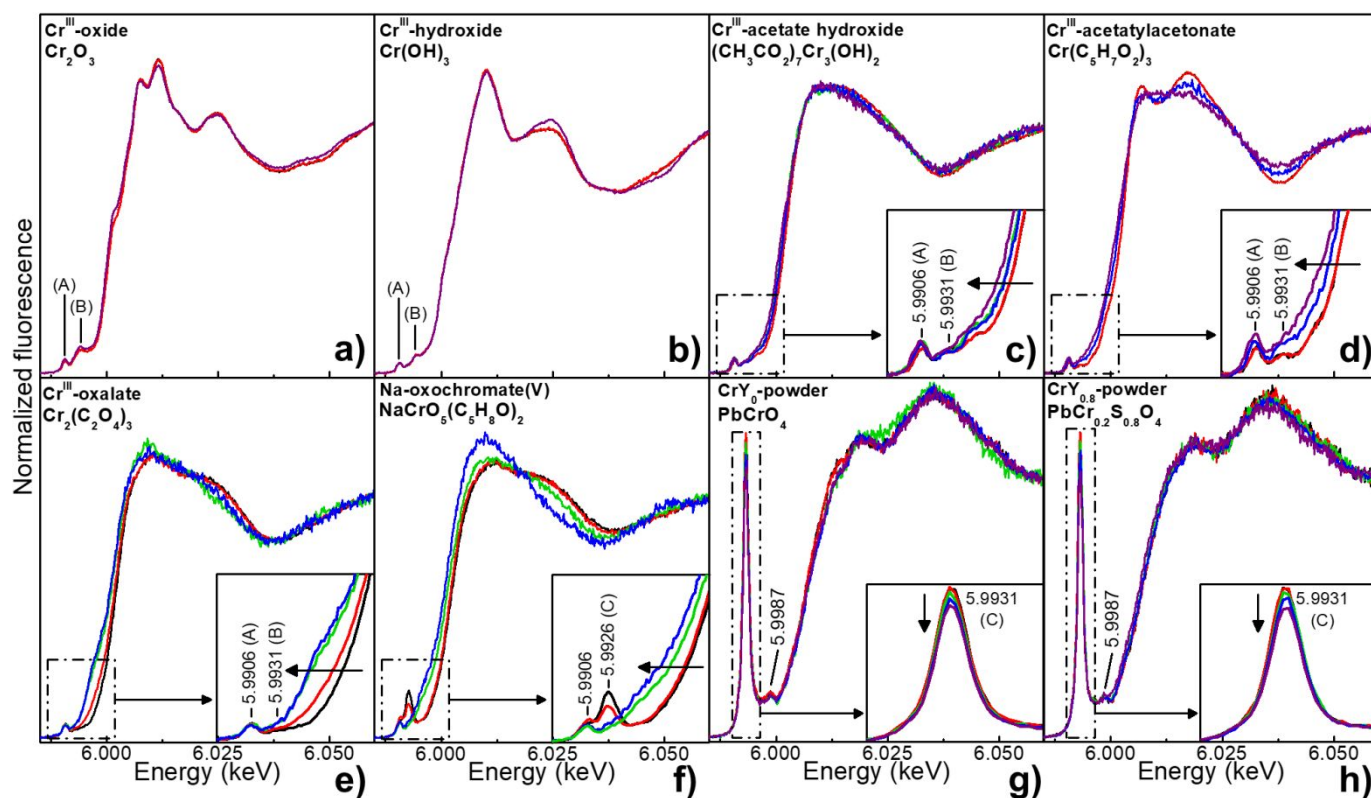 Normalized fluorescence
Cr^III-oxide
Cr₂O₃
(A)
(B)
a)
Cr^III-hydroxide
Cr(OH)₃
(A)
(B)
b)
Cr^III-acetate hydroxide
(CH₃CO₂)₇Cr₃(OH)₂
5.9906 (A)
5.9931 (B)
c)
Cr^III-acetatylacetonate
Cr(C₅H₇O₂)₃
5.9906 (A)
5.9931 (B)
d)
Cr^III-oxalate
Cr₂(C₂O₄)₃
5.9906 (A)
5.9931 (B)
6.000 6.025 6.050
Energy (keV)
e)
Na-oxochromate(V)
NaCrO₅(C₅H₈O)₂
5.9906
5.9926 (C)
6.000 6.025 6.050
Energy (keV)
f)
CrY₀-powder
PbCrO₄
5.9987
5.9931
(C)
6.000 6.025 6.050
Energy (keV)
g)
CrY₀.₈-powder
PbCr₀.₂S₀.₈O₄
5.9987
5.9931
(C)
6.000 6.025 6.050
Energy (keV)
h)